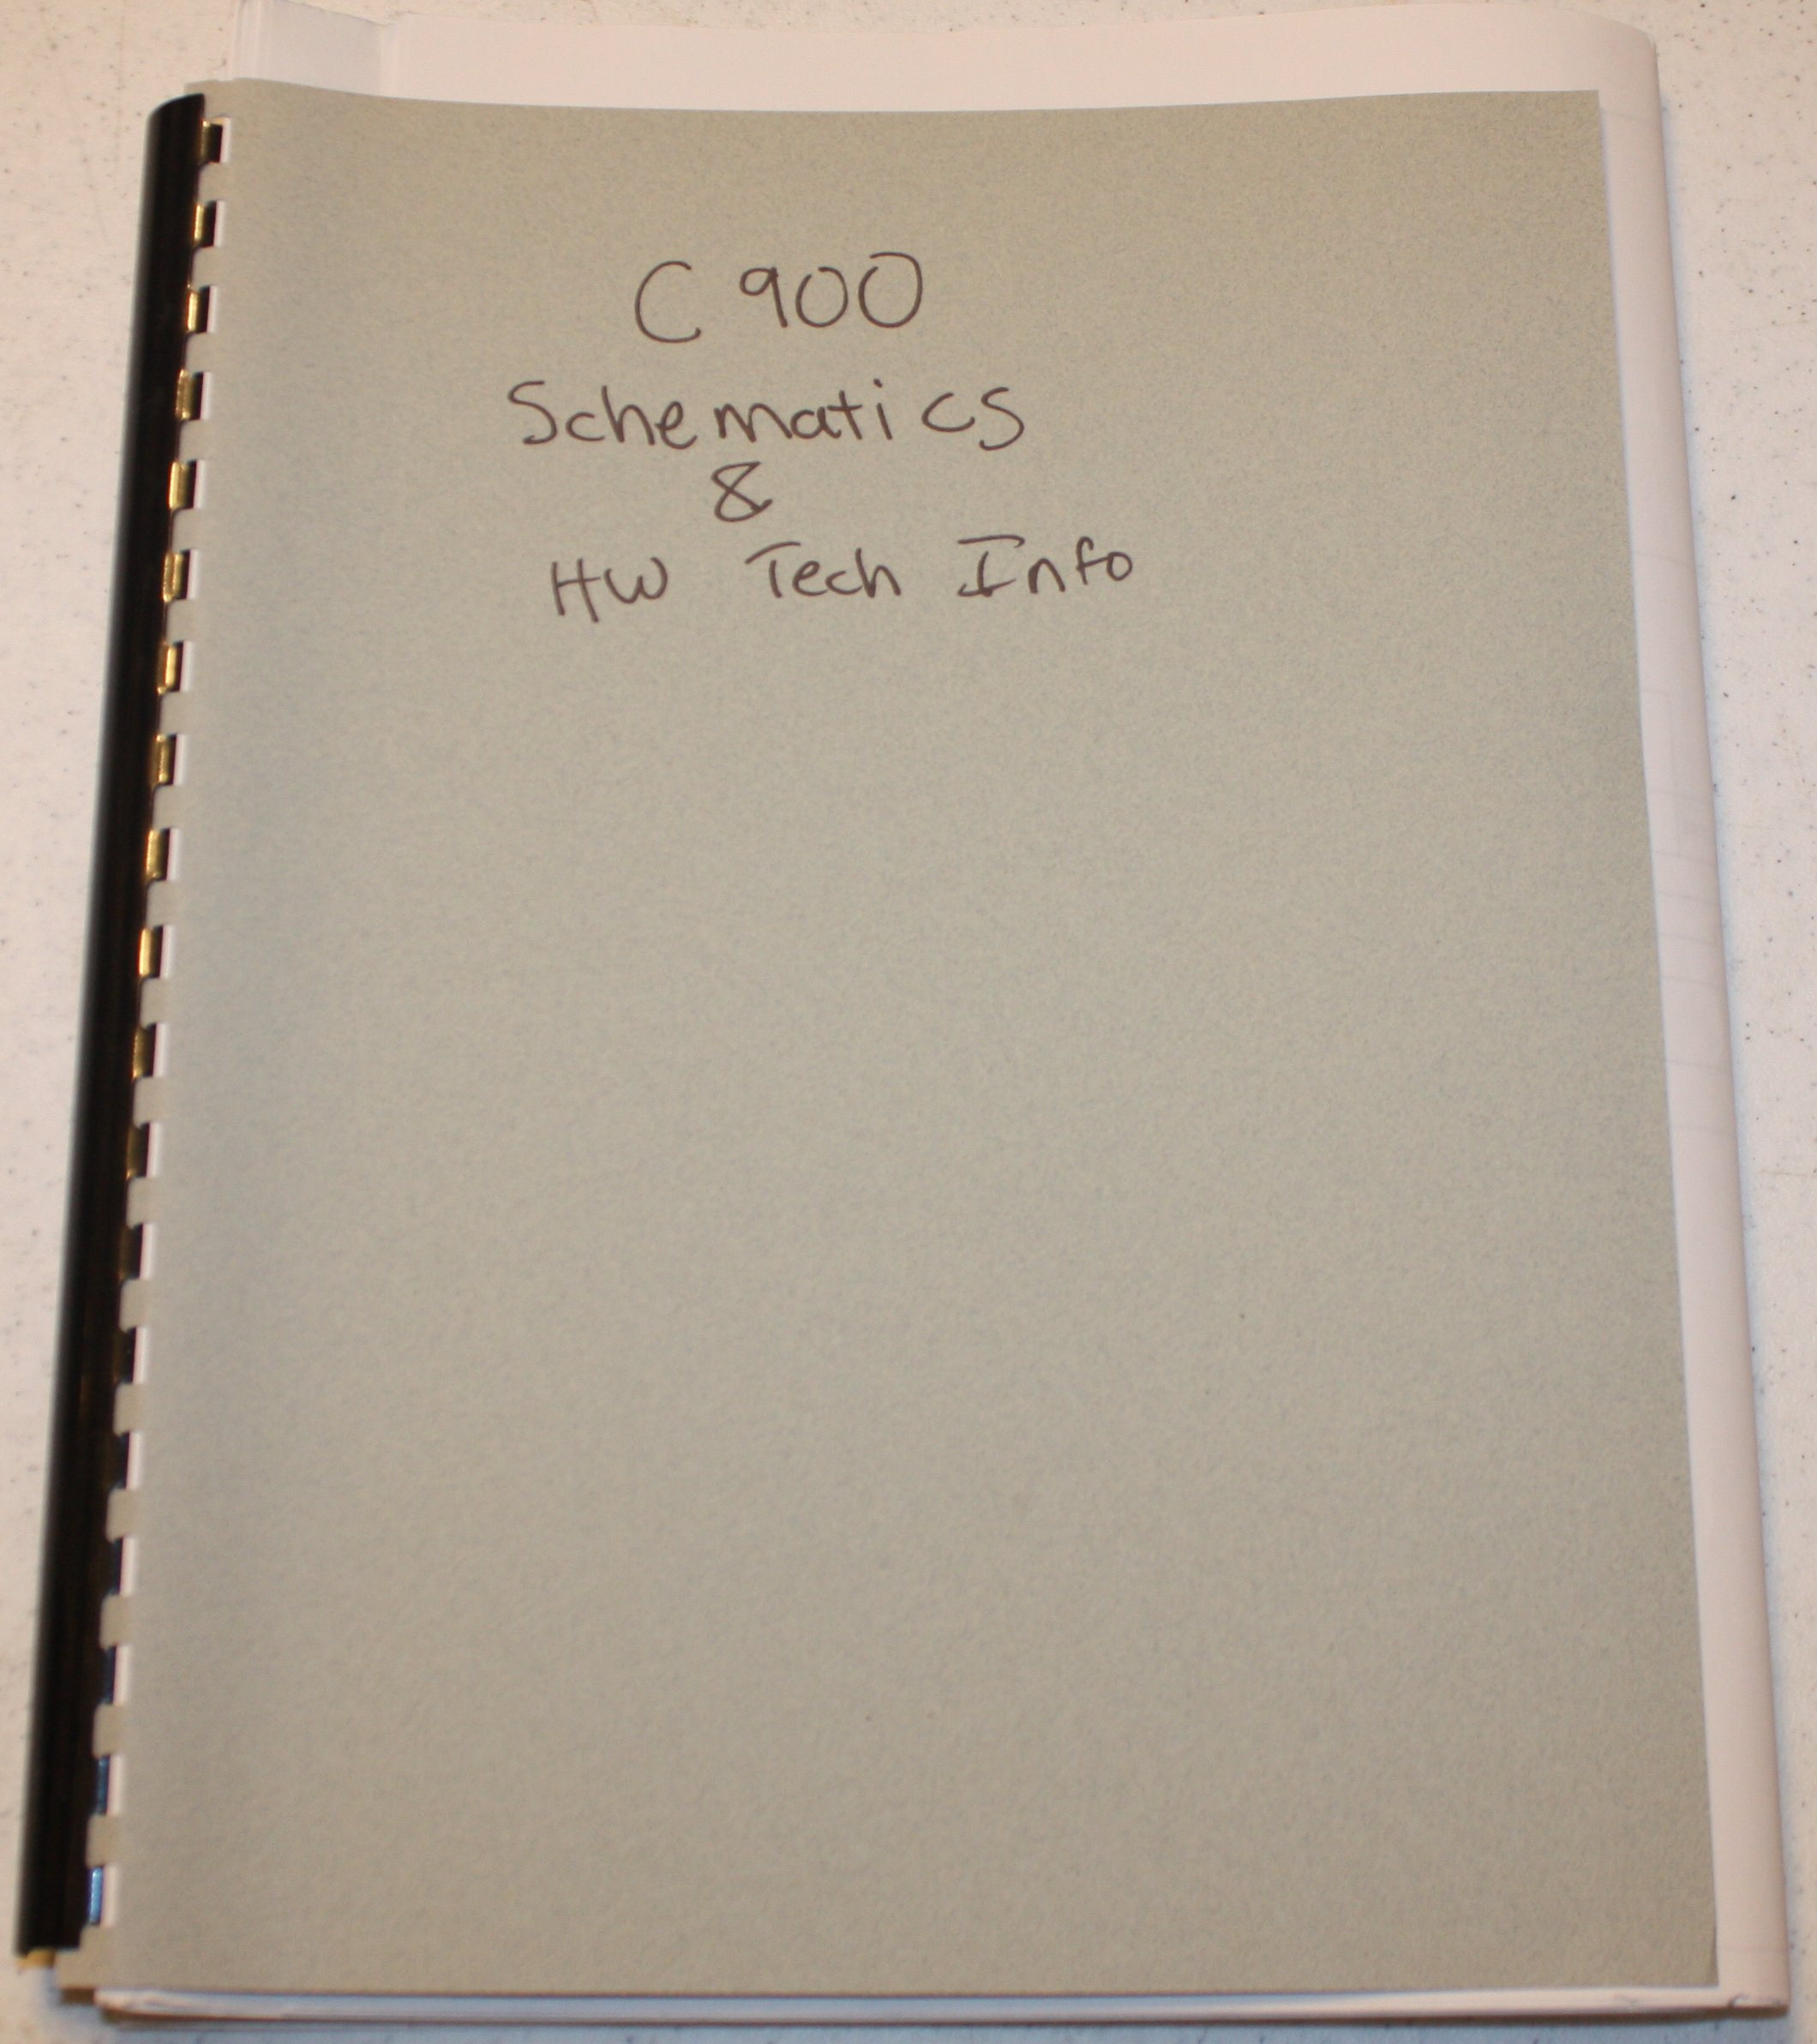 C 900
Schematics
&
HW Tech Info